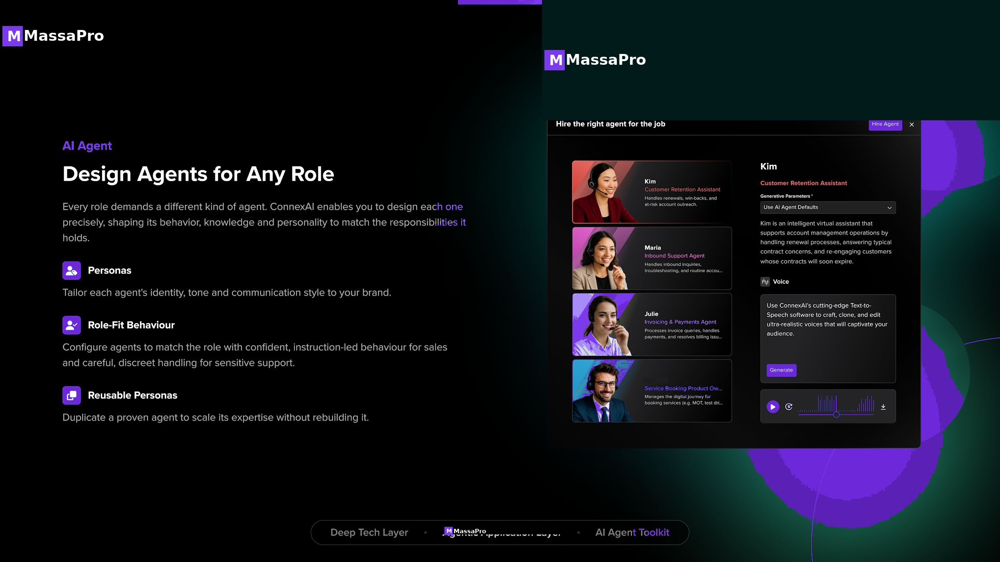 M MassaPro
M MassaPro
AI Agent
Design Agents for Any Role
Every role demands a different kind of agent. ConnexAI enables you to design each one
precisely, shaping its behavior, knowledge and personality to match the responsibilities it
holds.
Personas
Tailor each agent's identity, tone and communication style to your brand.
Role-Fit Behaviour
Configure agents to match the role with confident, instruction-led behaviour for sales
and careful, discreet handling for sensitive support.
Reusable Personas
Duplicate a proven agent to scale its expertise without rebuilding it.
Hire the right agent for the job
Hire Agent
Kim
Customer Retention Assistant
Handles renewals, win-backs, and
at-risk account outreach.
Maria
Inbound Support Agent
Handles inbound inquiries,
troubleshooting, and routine accou...
Julie
Invoicing & Payments Agent
Processes invoice queries, handles
payments, and resolves billing issu...
Service Booking Product Ow...
Manages the digital journey for
booking services (e.g. MOT, test dri...
Kim
Customer Retention Assistant
Generative Parameters *
Use AI Agent Defaults
Kim is an intelligent virtual assistant that
supports account management operations by
handling renewal processes, answering typical
contract concerns, and re-engaging customers
whose contracts will soon expire.
Voice
Use ConnexAI's cutting-edge Text-to-
Speech software to craft, clone, and edit
ultra-realistic voices that will captivate your
audience.
Generate
5
Deep Tech Layer
M MassaPro
AI Agent Toolkit